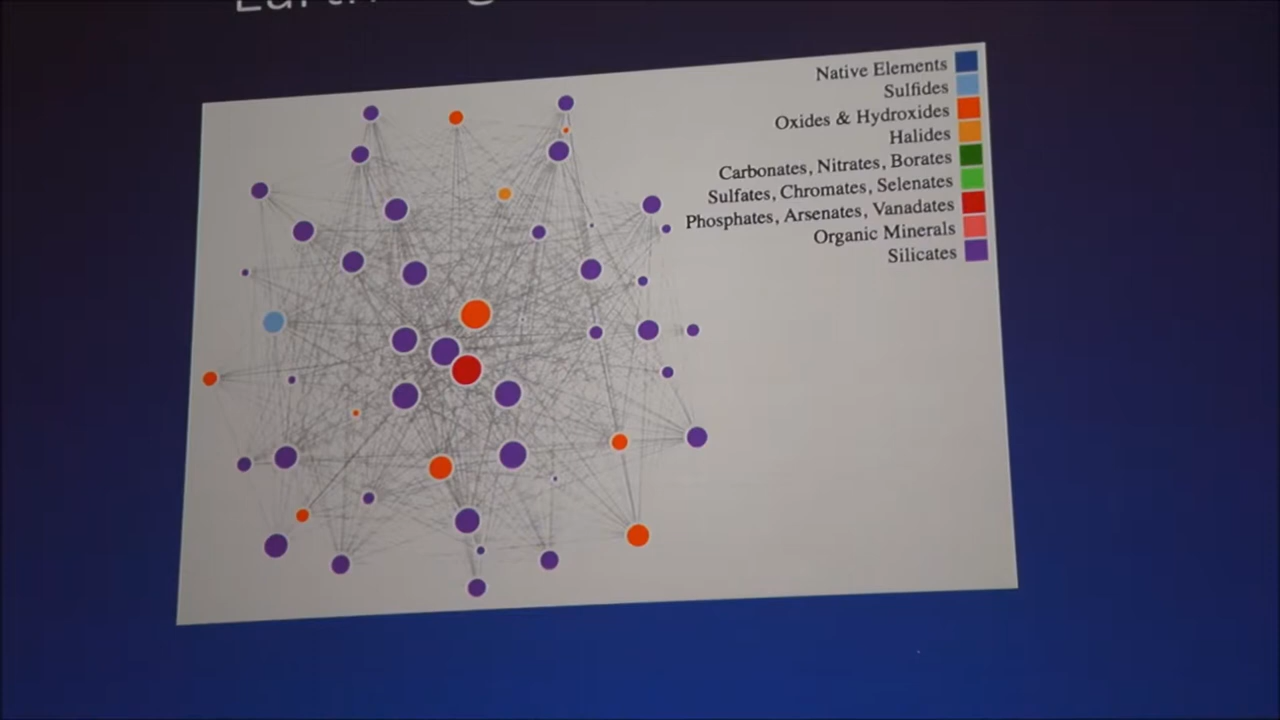 Native Elements
Sulfides
Oxides & Hydroxides
Halides
Carbonates, Nitrates, Borates
Sulfates, Chromates, Selenates
Phosphates, Arsenates, Vanadates
Organic Minerals
Silicates